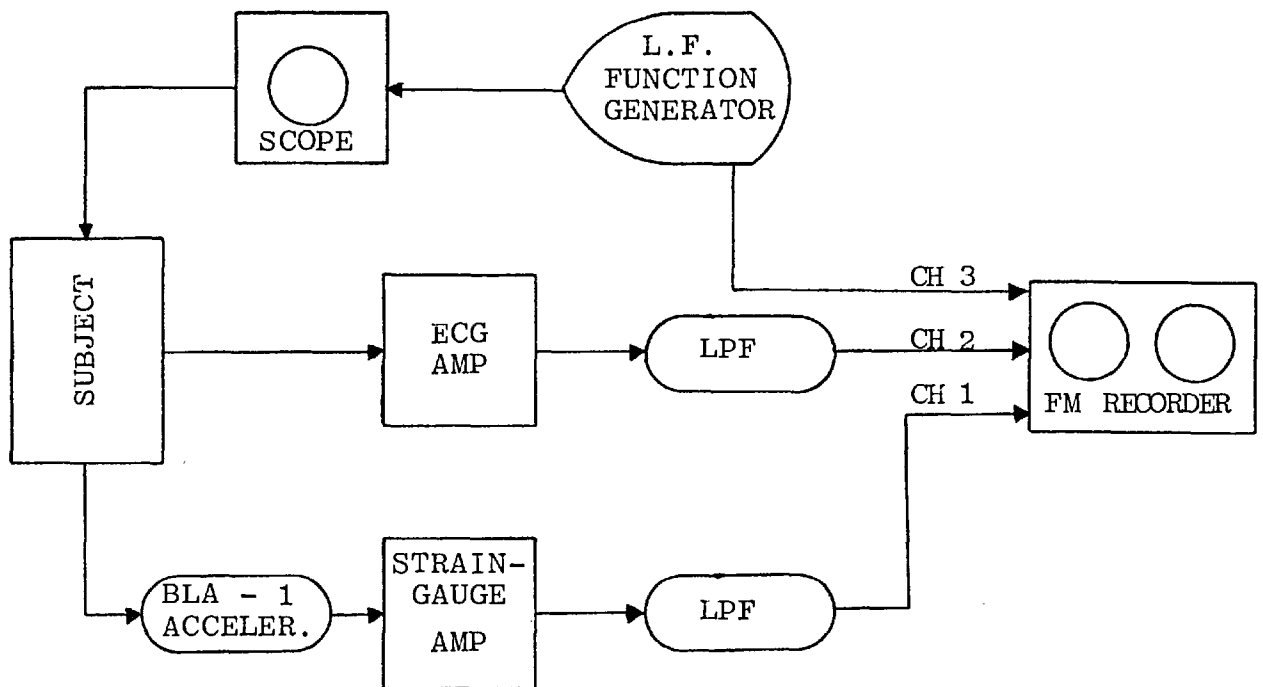 L.F.
FUNCTION
GENERATOR
SCOPE
SUBJECT
ECG
AMP
LPF
CH 3
CH 2
CH 1
FM RECORDER
BLA - 1
ACCELER.
STRAIN-
GAUGE
AMP
LPF